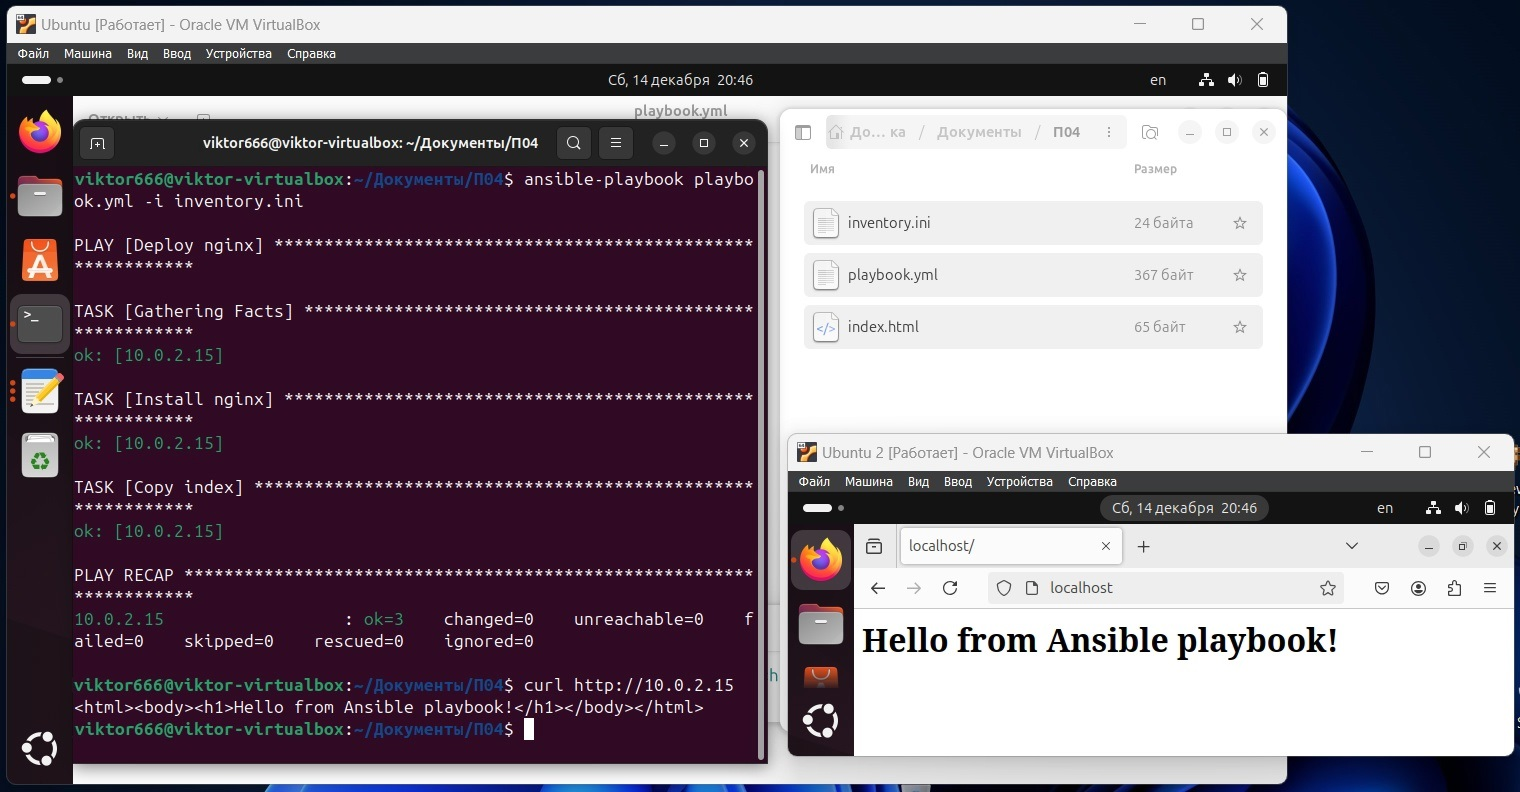 Ubuntu [Работает] - Oracle VM VirtualBox
Файл Машина Вид Ввод Устройства Справка
Сб, 14 декабря 20:46
en
playbook.yml
viktor666@viktor-virtualbox: ~/Документы/П04
viktor666@viktor-virtualbox:~/Документы/П04$ ansible-playbook playbo
ok.yml -i inventory.ini
PLAY [Deploy nginx] ************************************************
************
TASK [Gathering Facts] *********************************************
************
ok: [10.0.2.15]
TASK [Install nginx] ***********************************************
************
ok: [10.0.2.15]
TASK [Copy index] **************************************************
************
ok: [10.0.2.15]
PLAY RECAP *********************************************************
************
10.0.2.15                  : ok=3    changed=0    unreachable=0    f
ailed=0    skipped=0    rescued=0    ignored=0
viktor666@viktor-virtualbox:~/Документы/П04$ curl http://10.0.2.15
<html><body><h1>Hello from Ansible playbook!</h1></body></html>
viktor666@viktor-virtualbox:~/Документы/П04$
До… ка / Документы / П04
Имя Размер
inventory.ini 24 байта
playbook.yml 367 байт
index.html 65 байт
Ubuntu 2 [Работает] - Oracle VM VirtualBox
Файл Машина Вид Ввод Устройства Справка
Сб, 14 декабря 20:46
en
localhost/
localhost
Hello from Ansible playbook!